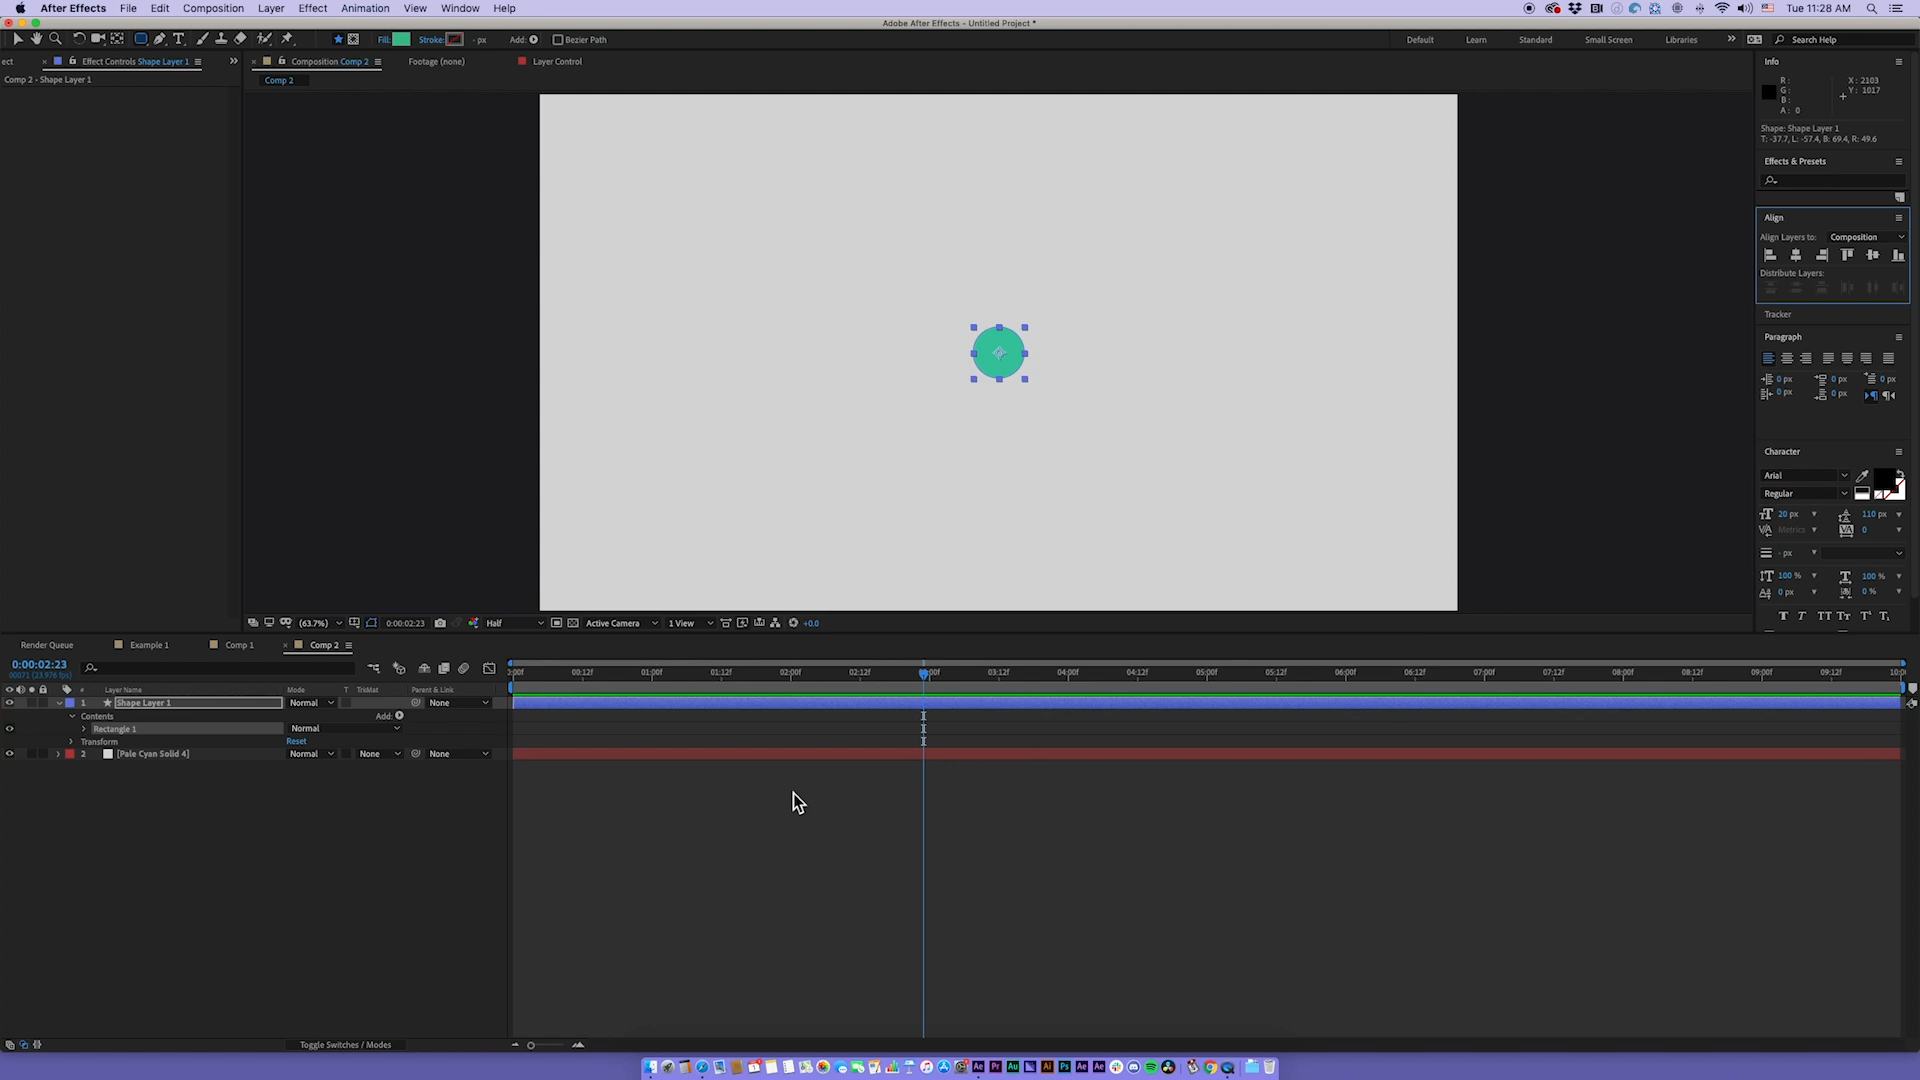 After Effects File Edit Composition Layer Effect Animation View Window Help Tue 11:28 AM
Adobe After Effects - Untitled Project *
Fill: Stroke: - px Add: Bezier Path Default Learn Standard Small Screen Libraries Search Help
ect Effect Controls Shape Layer 1 Composition Comp 2 Footage (none) Layer Control Info
Comp 2 - Shape Layer 1 Comp 2
R: X: 2103
G: Y: 1017
B:
A: 0
Shape: Shape Layer 1
T: -37.7, L: -57.4, B: 69.4, R: 49.6
Effects & Presets
Align
Align Layers to: Composition
Distribute Layers:
Tracker
Paragraph
0 px 0 px 0 px
0 px 0 px
Character
Arial
Regular
20 px 110 px
Metrics 0
- px
100 % 100 %
0 px 0 %
(63.7%) 0:00:02:23 Half Active Camera 1 View +0.0
Render Queue Example 1 Comp 1 Comp 2
0:00:02:23
00071 (23.976 fps)
:00f 00:12f 01:00f 01:12f 02:00f 02:12f 03:12f 04:00f 04:12f 05:00f 05:12f 06:00f 06:12f 07:00f 07:12f 08:00f 08:12f 09:00f 09:12f
# Layer Name Mode T TrkMat Parent & Link
1 Shape Layer 1 Normal None
Contents Add:
Rectangle 1 Normal
Transform Reset
2 [Pale Cyan Solid 4] Normal None None
Toggle Switches / Modes